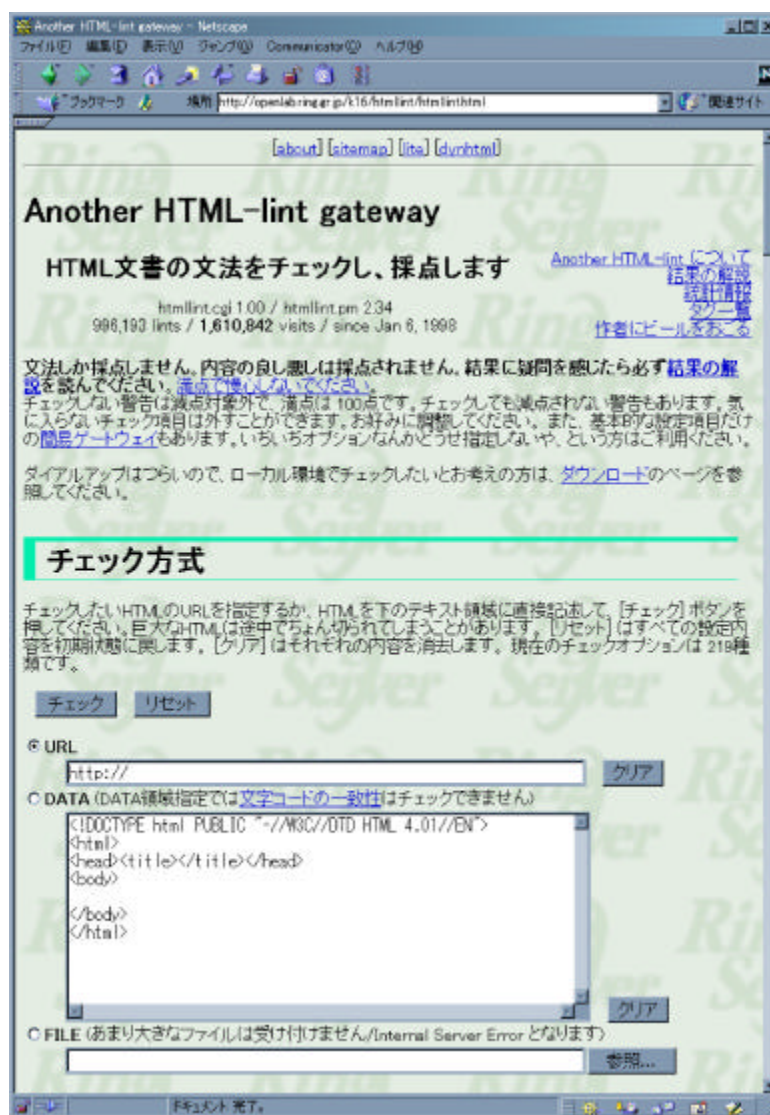 Another HTML-lint gateway - Netscape
ファイル(F) 編集(E) 表示(V) ジャンプ(G) Communicator(C) ヘルプ(H)
ブックマーク 場所 http://openlab.ring.gr.jp/k16/htmllint/htmllint.html 関連サイト
[about] [sitemap] [lite] [dynhtml]
Another HTML-lint gateway
HTML文書の文法をチェックし、採点します
Another HTML-lint について
結果の解説
統計情報
タグ一覧
作者にビールをおごる
htmllint.cgi 1.00 / htmllint.pm 2.34
996,193 lints / 1,610,842 visits / since Jan 6, 1998
文法しか採点しません。内容の良し悪しは採点されません。結果に疑問を感じたら必ず結果の解
説を読んでください。満点で慢心しないでください。
チェックしない警告は減点対象外で、満点は 100点です。チェックしても減点されない警告もあります。気
に入らないチェック項目は外すことができます。お好みに調整してください。また、基本的な設定項目だけ
の簡易ゲートウェイもあります。いちいちオプションなんかどうせ指定しないや、という方はご利用ください。
ダイアルアップはつらいので、ローカル環境でチェックしたいとお考えの方は、ダウンロードのページを参
照してください。
チェック方式
チェックしたいHTMLのURLを指定するか、HTMLを下のテキスト領域に直接記述して、[チェック] ボタンを
押してください。巨大なHTMLは途中でちょん切られてしまうことがあります。[リセット] はすべての設定内
容を初期状態に戻します。[クリア] はそれぞれの内容を消去します。現在のチェックオプションは 219種
類です。
チェック リセット
URL
http:// クリア
DATA (DATA領域指定では文字コードの一致性はチェックできません)
<!DOCTYPE html PUBLIC "-//W3C//DTD HTML 4.01//EN">
<html>
<head><title></title></head>
<body>
</body>
</html>
クリア
FILE (あまり大きなファイルは受け付けません/Internal Server Error となります)
参照...
ドキュメント 完了。